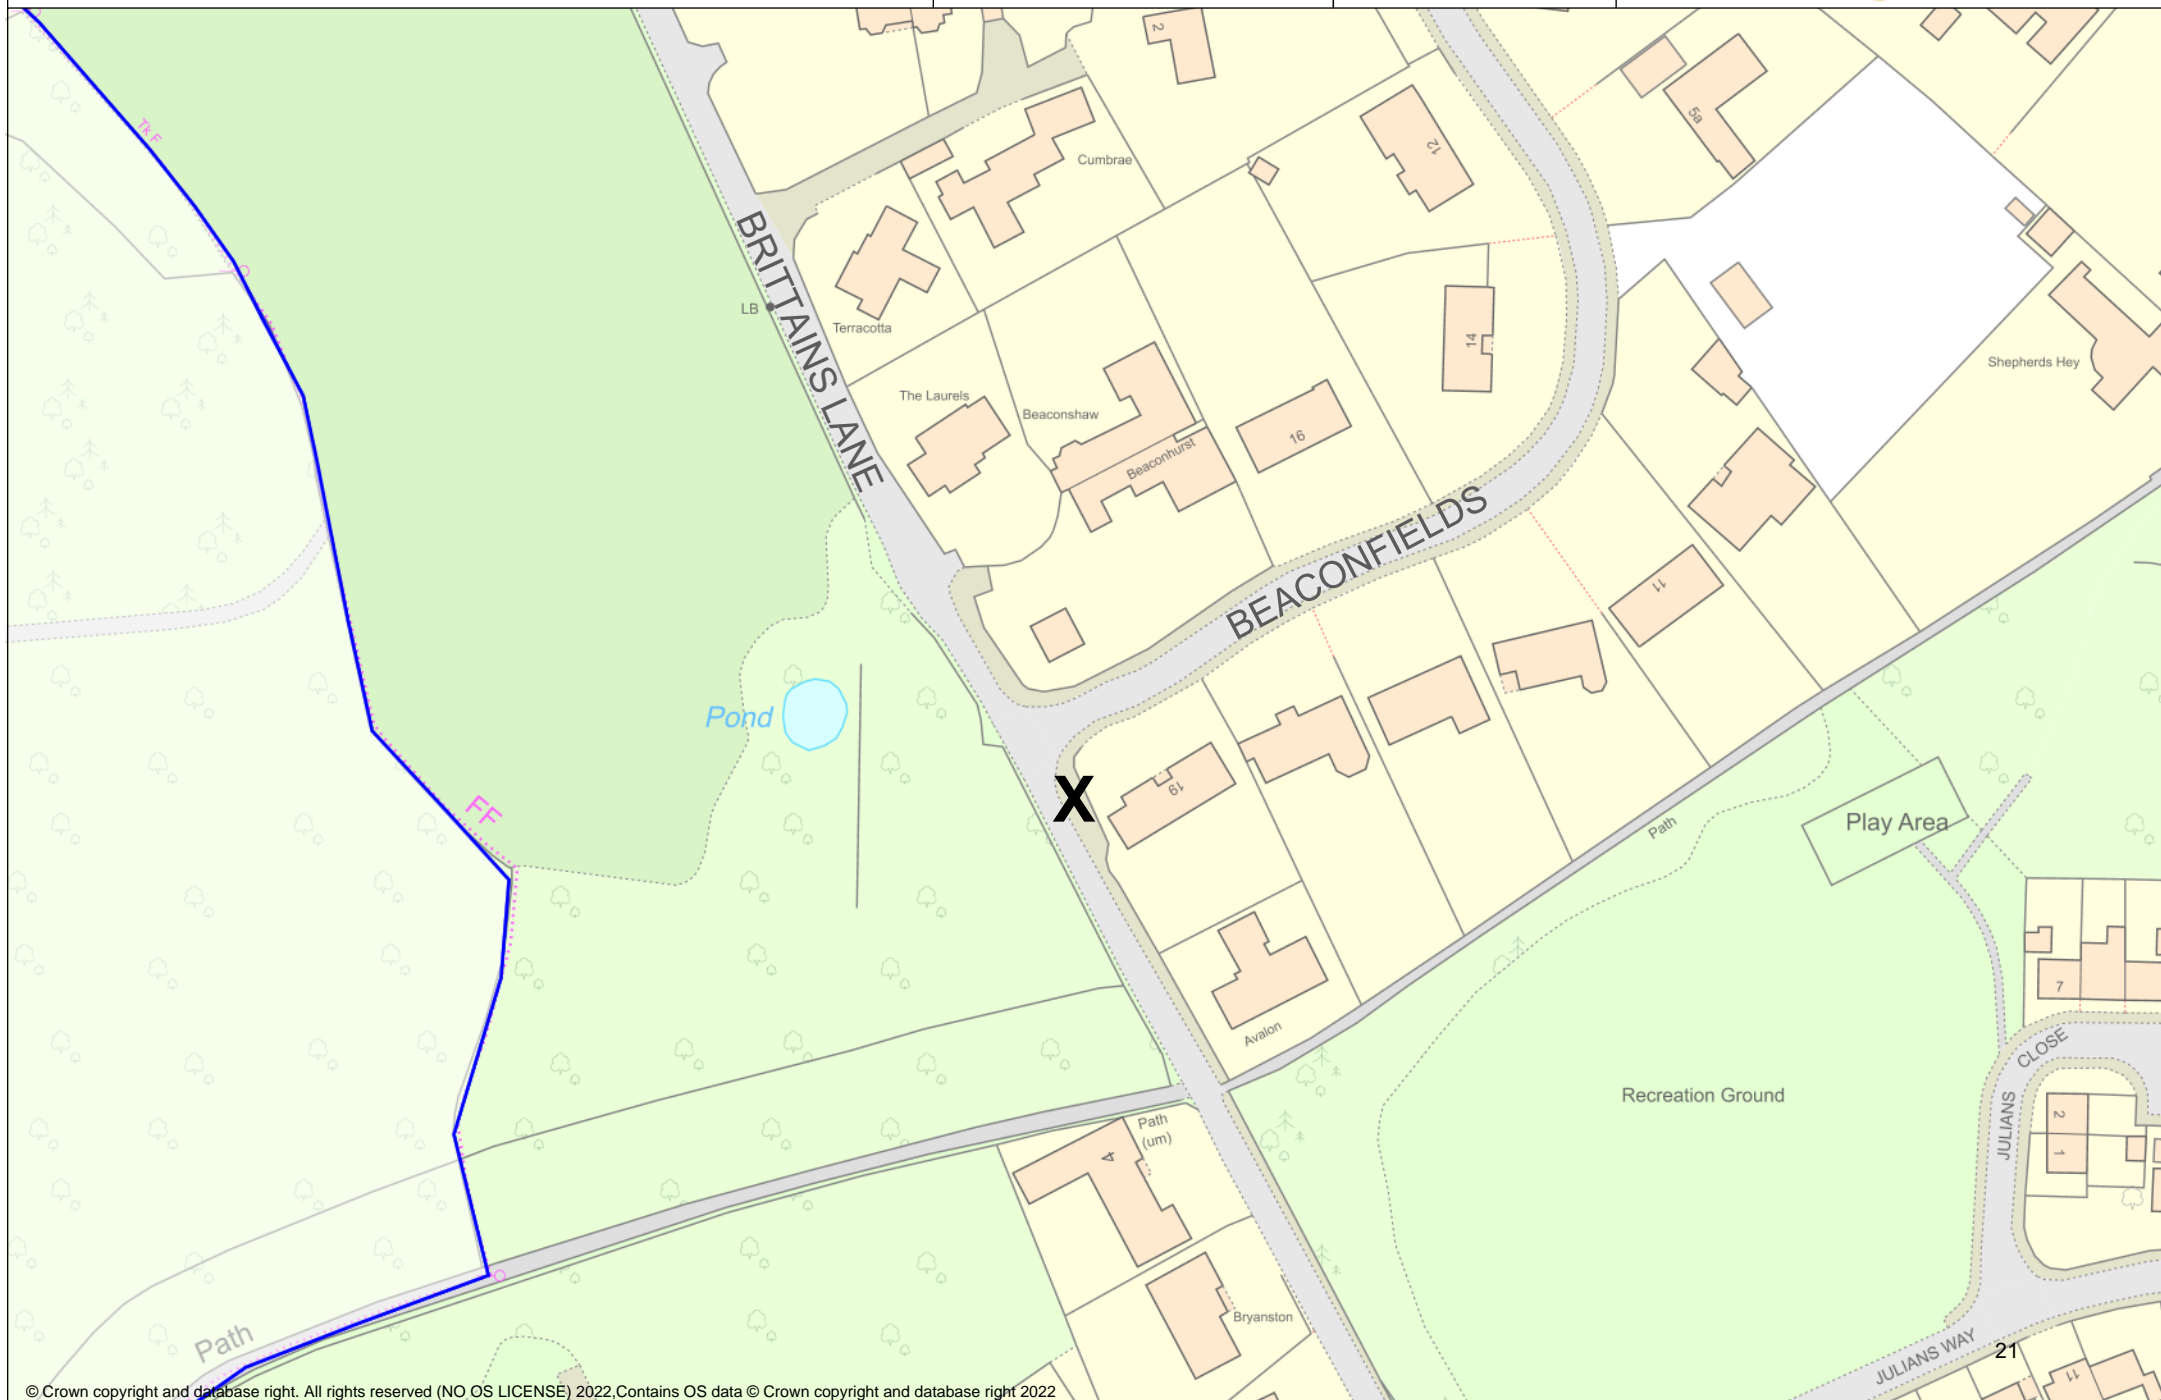 2
Tk F
5a
12
Cumbrae
BRITTAINS LANE
LB
Terracotta
14
Shepherds Hey
The Laurels
Beaconshaw
16
Beaconhurst
BEACONFIELDS
11
Pond
X
19
FF
Play Area
Path
7
Avalon
CLOSE
Recreation Ground
JULIANS
2
1
Path
(um)
4
Bryanston
Path
JULIANS WAY
21
11
© Crown copyright and database right. All rights reserved (NO OS LICENSE) 2022,Contains OS data © Crown copyright and database right 2022